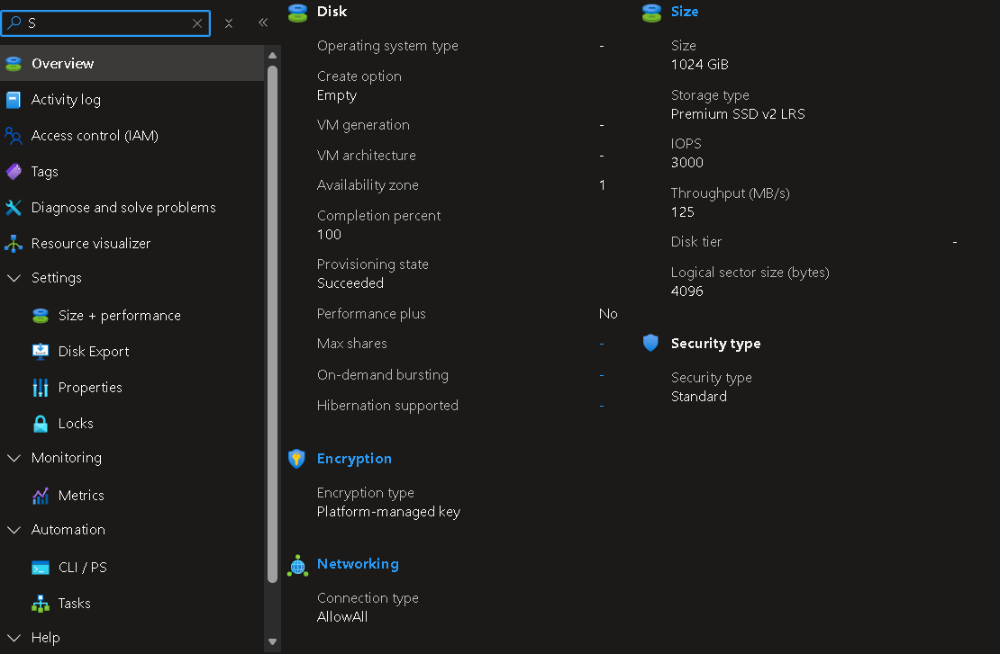 S
Overview
Activity log
Access control (IAM)
Tags
Diagnose and solve problems
Resource visualizer
Settings
Size + performance
Disk Export
Properties
Locks
Monitoring
Metrics
Automation
CLI / PS
Tasks
Help
Disk
Operating system type -
Create option
Empty
VM generation -
VM architecture -
Availability zone 1
Completion percent
100
Provisioning state
Succeeded
Performance plus No
Max shares -
On-demand bursting -
Hibernation supported -
Encryption
Encryption type
Platform-managed key
Networking
Connection type
AllowAll
Size
Size
1024 GiB
Storage type
Premium SSD v2 LRS
IOPS
3000
Throughput (MB/s)
125
Disk tier -
Logical sector size (bytes)
4096
Security type
Security type
Standard